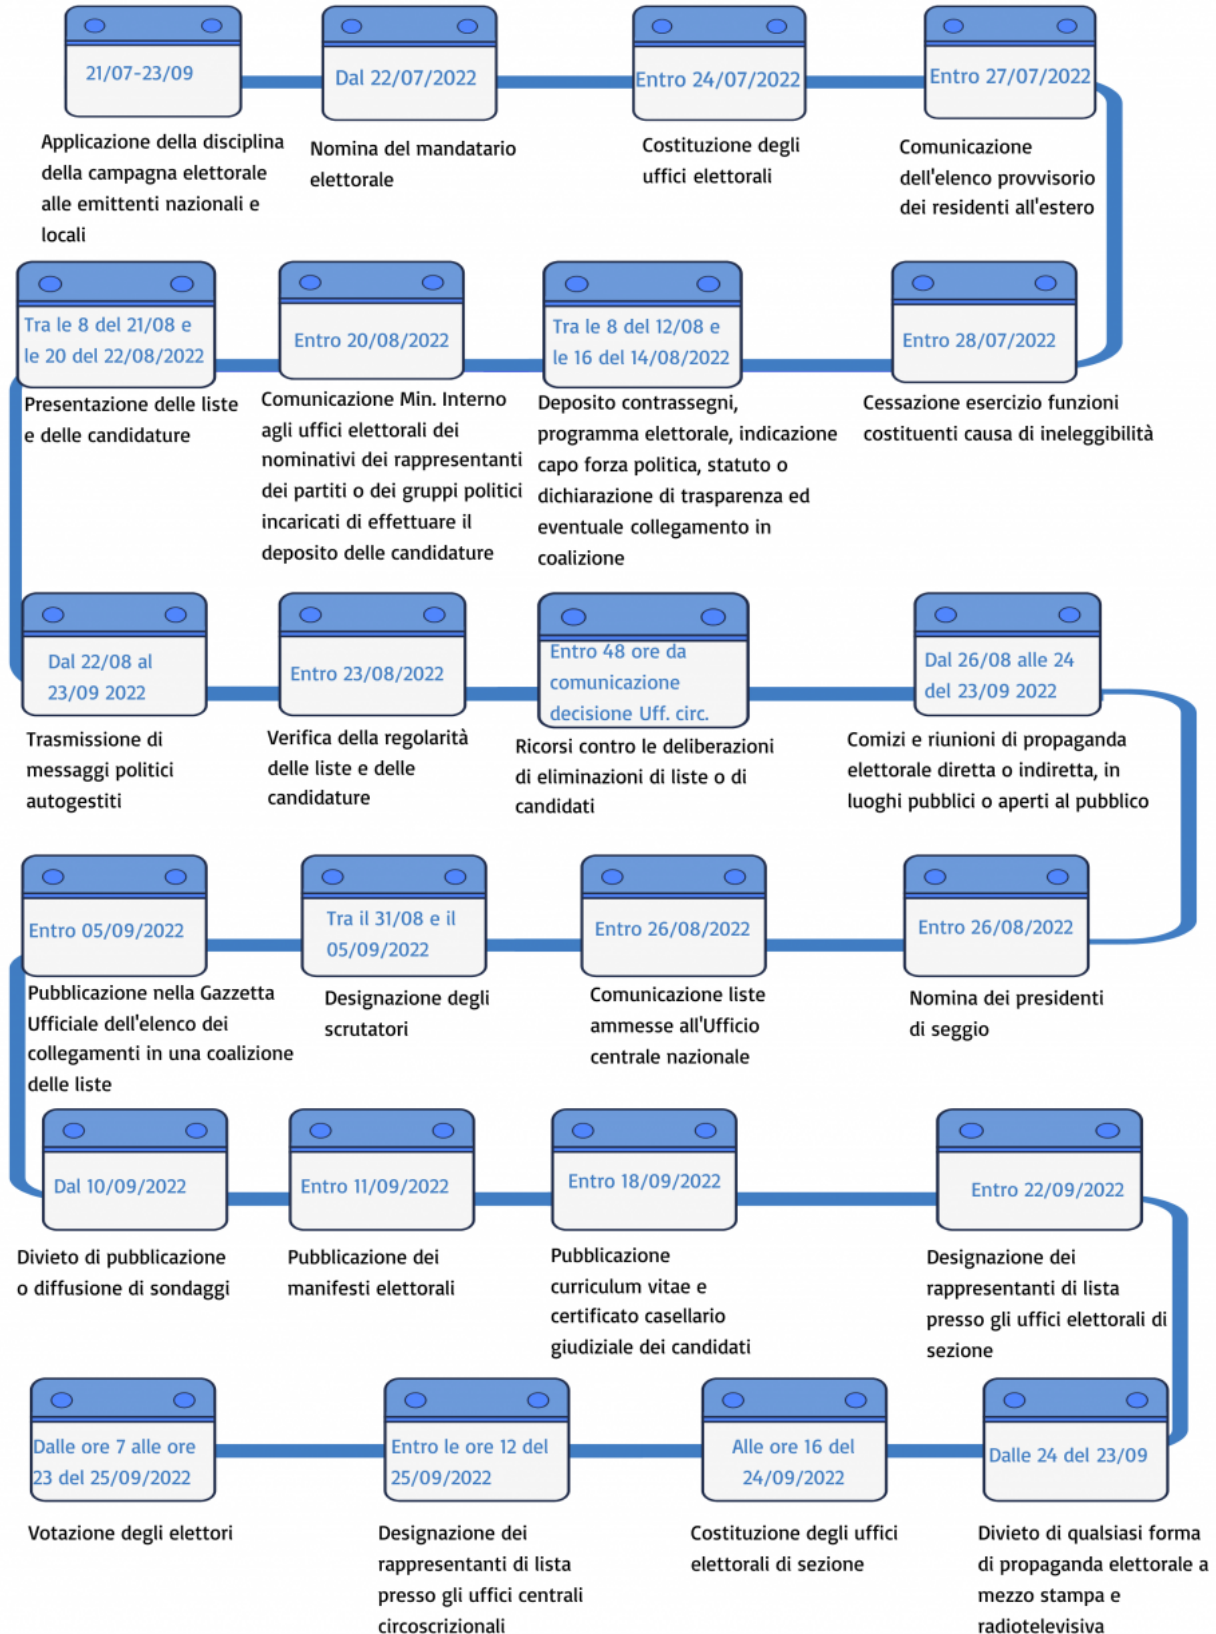 21/07-23/09
Applicazione della disciplina
della campagna elettorale
alle emittenti nazionali e
locali
Dal 22/07/2022
Nomina del mandatario
elettorale
Entro 24/07/2022
Costituzione degli
uffici elettorali
Entro 27/07/2022
Comunicazione
dell'elenco provvisorio
dei residenti all'estero
Entro 28/07/2022
Cessazione esercizio funzioni
costituenti causa di ineleggibilità
Tra le 8 del 12/08 e
le 16 del 14/08/2022
Deposito contrassegni,
programma elettorale, indicazione
capo forza politica, statuto o
dichiarazione di trasparenza ed
eventuale collegamento in
coalizione
Entro 20/08/2022
Comunicazione Min. Interno
agli uffici elettorali dei
nominativi dei rappresentanti
dei partiti o dei gruppi politici
incaricati di effettuare il
deposito delle candidature
Tra le 8 del 21/08 e
le 20 del 22/08/2022
Presentazione delle liste
e delle candidature
Dal 22/08 al
23/09 2022
Trasmissione di
messaggi politici
autogestiti
Entro 23/08/2022
Verifica della regolarità
delle liste e delle
candidature
Entro 48 ore da
comunicazione
decisione Uff. circ.
Ricorsi contro le deliberazioni
di eliminazioni di liste o di
candidati
Dal 26/08 alle 24
del 23/09 2022
Comizi e riunioni di propaganda
elettorale diretta o indiretta, in
luoghi pubblici o aperti al pubblico
Entro 26/08/2022
Nomina dei presidenti
di seggio
Entro 26/08/2022
Comunicazione liste
ammesse all'Ufficio
centrale nazionale
Tra il 31/08 e il
05/09/2022
Designazione degli
scrutatori
Entro 05/09/2022
Pubblicazione nella Gazzetta
Ufficiale dell'elenco dei
collegamenti in una coalizione
delle liste
Dal 10/09/2022
Divieto di pubblicazione
o diffusione di sondaggi
Entro 11/09/2022
Pubblicazione dei
manifesti elettorali
Entro 18/09/2022
Pubblicazione
curriculum vitae e
certificato casellario
giudiziale dei candidati
Entro 22/09/2022
Designazione dei
rappresentanti di lista
presso gli uffici elettorali di
sezione
Dalle 24 del 23/09
Divieto di qualsiasi forma
di propaganda elettorale a
mezzo stampa e
radiotelevisiva
Alle ore 16 del
24/09/2022
Costituzione degli uffici
elettorali di sezione
Entro le ore 12 del
25/09/2022
Designazione dei
rappresentanti di lista
presso gli uffici centrali
circoscrizionali
Dalle ore 7 alle ore
23 del 25/09/2022
Votazione degli elettori